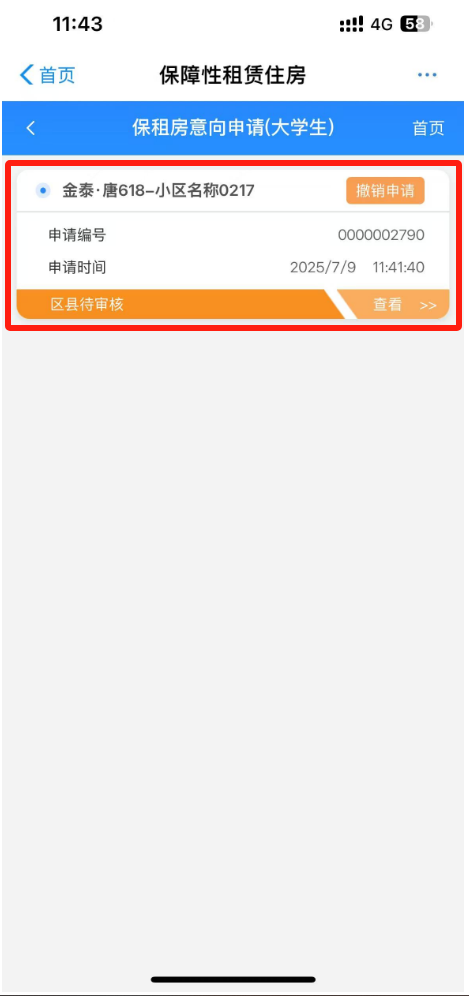 11:43 4G 58
首页 保障性租赁住房 ...
保租房意向申请(大学生) 首页
金泰·唐618-小区名称0217 撤销申请
申请编号 0000002790
申请时间 2025/7/9 11:41:40
区县待审核 查看 >>